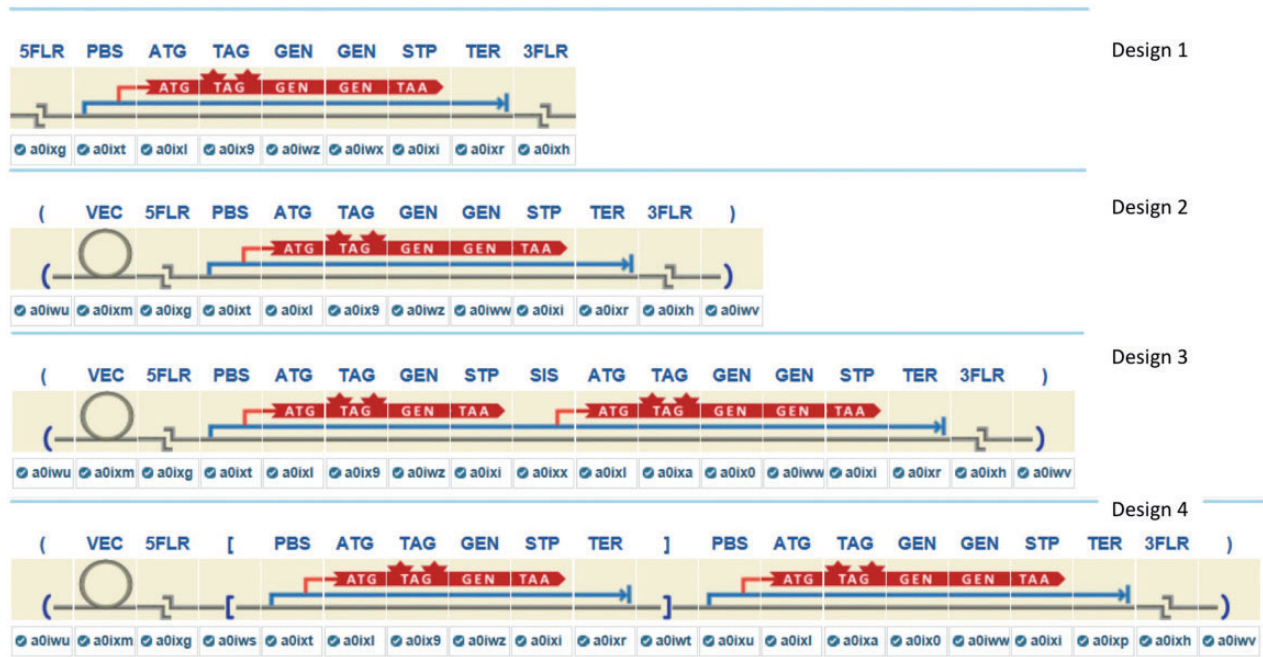 5FLR PBS ATG TAG GEN GEN STP TER 3FLR
Design 1
ATG TAG GEN GEN TAA
a0ixg a0ixt a0ixl a0ix9 a0iwz a0iwx a0ixi a0ixr a0ixh
( VEC 5FLR PBS ATG TAG GEN GEN STP TER 3FLR )
Design 2
( ATG TAG GEN GEN TAA )
a0iwu a0ixm a0ixg a0ixt a0ixl a0ix9 a0iwz a0iww a0ixi a0ixr a0ixh a0iwv
Design 3
( VEC 5FLR PBS ATG TAG GEN STP SIS ATG TAG GEN GEN STP TER 3FLR )
( ATG TAG GEN TAA ATG TAG GEN GEN TAA )
a0iwu a0ixm a0ixg a0ixt a0ixl a0ix9 a0iwz a0ixi a0ixx a0ixl a0ixa a0ix0 a0iww a0ixi a0ixr a0ixh a0iwv
Design 4
( VEC 5FLR [ PBS ATG TAG GEN STP TER ] PBS ATG TAG GEN GEN STP TER 3FLR )
( [ ATG TAG GEN TAA ] ATG TAG GEN GEN TAA )
a0iwu a0ixm a0ixg a0iws a0ixt a0ixl a0ix9 a0iwz a0ixi a0ixr a0iwt a0ixu a0ixl a0ixa a0ix0 a0iww a0ixi a0ixp a0ixh a0iwv